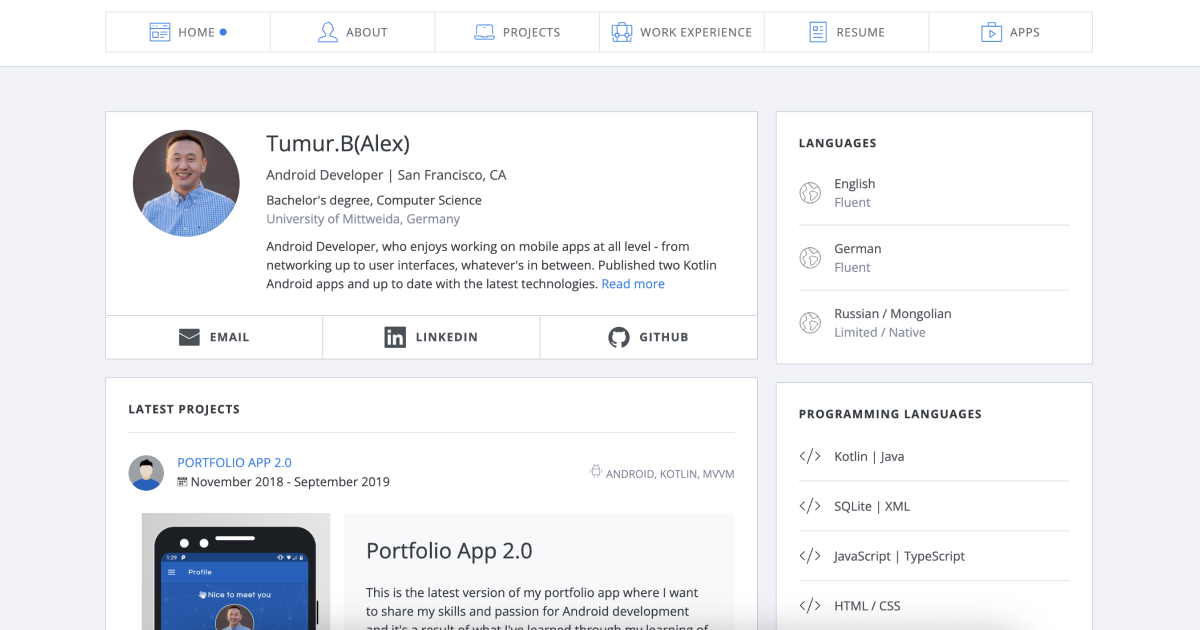 HOME
ABOUT
PROJECTS
WORK EXPERIENCE
RESUME
APPS
Tumur.B(Alex)
Android Developer | San Francisco, CA
Bachelor's degree, Computer Science
University of Mittweida, Germany
Android Developer, who enjoys working on mobile apps at all level - from
networking up to user interfaces, whatever's in between. Published two Kotlin
Android apps and up to date with the latest technologies. Read more
EMAIL
LINKEDIN
GITHUB
LANGUAGES
English
Fluent
German
Fluent
Russian / Mongolian
Limited / Native
LATEST PROJECTS
PORTFOLIO APP 2.0
November 2018 - September 2019
ANDROID, KOTLIN, MVVM
1:29
Profile
Nice to meet you
Portfolio App 2.0
This is the latest version of my portfolio app where I want
to share my skills and passion for Android development
and it's a result of what I've learned through my learning of
PROGRAMMING LANGUAGES
Kotlin | Java
SQLite | XML
JavaScript | TypeScript
HTML / CSS